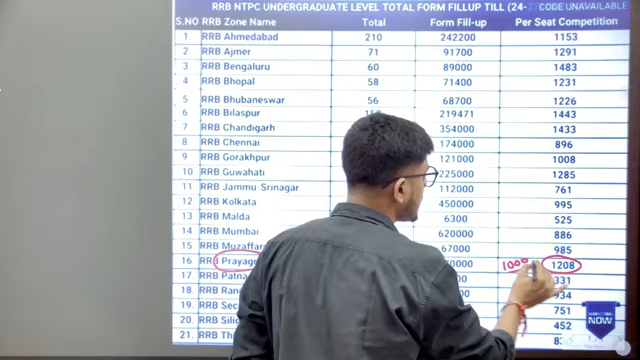 RRB NTPC UNDERGRADUATE LEVEL TOTAL FORM FILLUP TILL (24- CODE UNAVAILABLE
S.NO RRB Zone Name Total Form Fill-up Per Seat Competition
1. RRB Ahmedabad 210 242200 1153
2 RRB Ajmer 71 91700 1291
3 RRB Bengaluru 60 89000 1483
4 RRB Bhopal 58 71400 1231
5 RRB Bhubaneswar 56 68700 1226
6 RRB Bilaspur 219471 1443
7 RRB Chandigarh 354000 1433
8 RRB Chennai 174000 896
9 RRB Gorakhpur 121000 1008
10 RRB Guwahati 225000 1285
11 RRB Jammu-Srinagar 112000 761
12 RRB Kolkata 450000 995
13 RRB Malda 6300 525
14 RRB Mumbai 620000 886
15 RRB Muzaffar 67000 985
16 RRB Prayagr 1000 1208
17 RRB Patna 331
18 RRB Ran 934
19. RRB Sec 751
20 RRB Sili 452
21. RRB Th
SUBSCRIBE
NOW